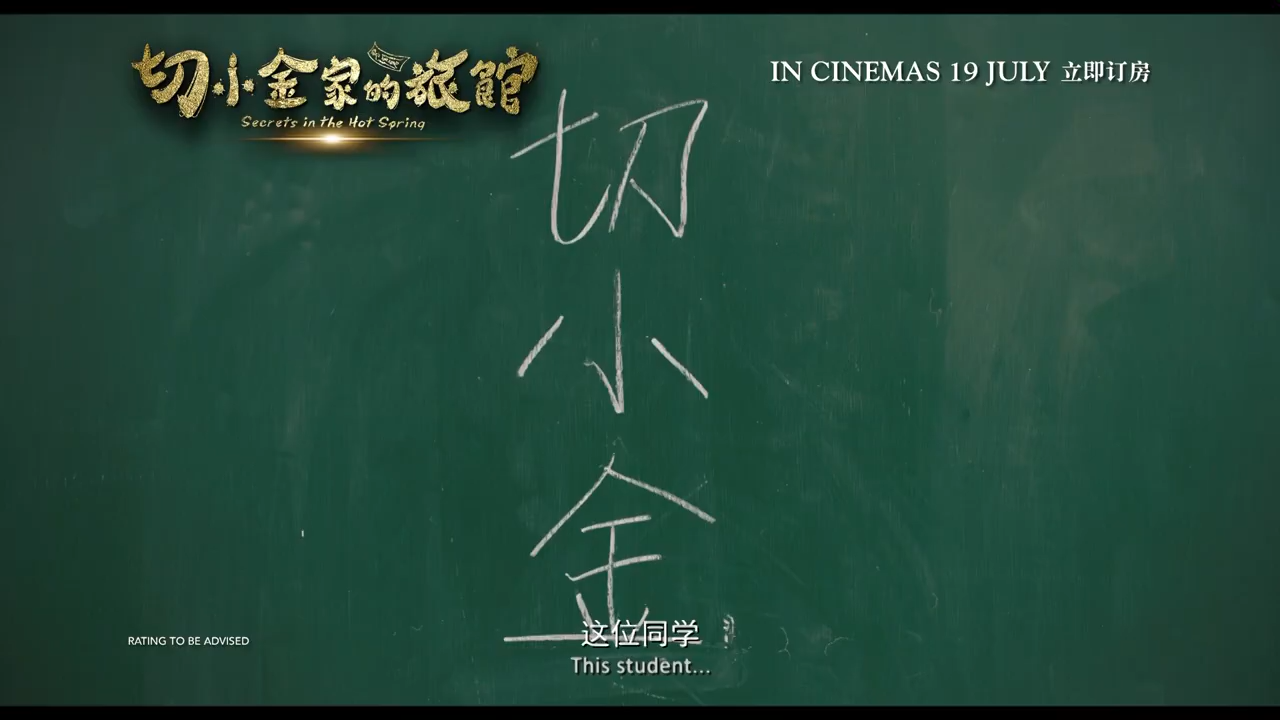 切小金家的旅館
Secrets in the Hot Spring
IN CINEMAS 19 JULY 立即订房
切
小
金
RATING TO BE ADVISED
这位同学
This student...